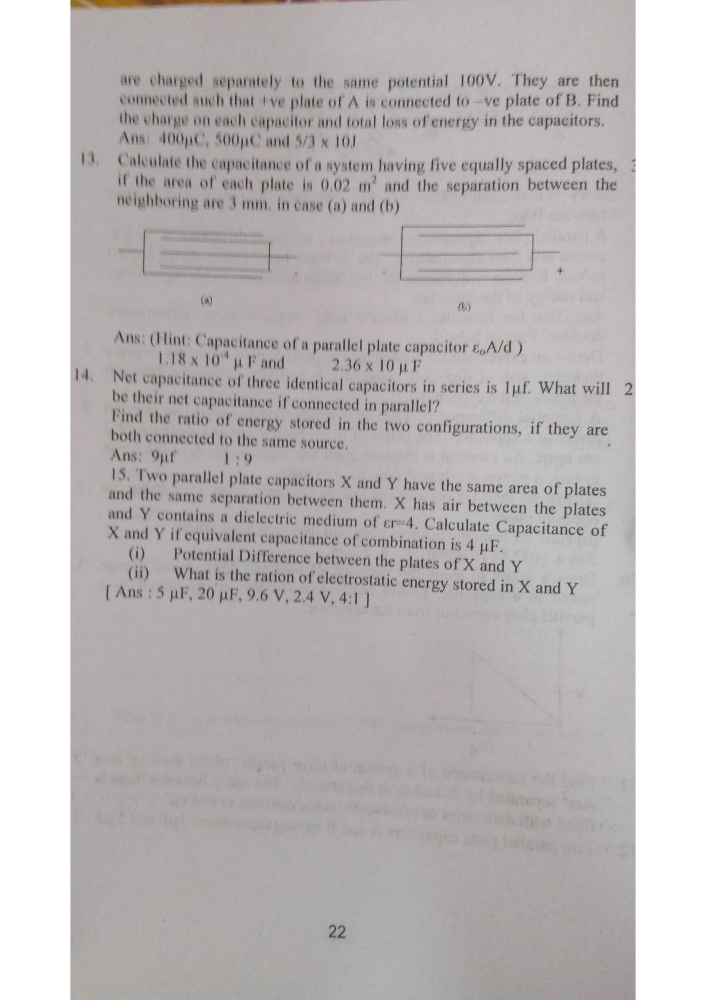 are charged separately to the same potential 100V. They are then
connected such that +ve plate of A is connected to –ve plate of B. Find
the charge on each capacitor and total loss of energy in the capacitors.
Ans: 400μC, 500μC and 5/3 x 10J
13. Calculate the capacitance of a system having five equally spaced plates,
if the area of each plate is 0.02 m² and the separation between the
neighboring are 3 mm. in case (a) and (b)
+
(a)
(b)
Ans: (Hint: Capacitance of a parallel plate capacitor ε₀A/d )
1.18 x 10⁻⁴ μ F and 2.36 x 10 μ F
14. Net capacitance of three identical capacitors in series is 1μf. What will 2
be their net capacitance if connected in parallel?
Find the ratio of energy stored in the two configurations, if they are
both connected to the same source.
Ans: 9μf 1 : 9
15. Two parallel plate capacitors X and Y have the same area of plates
and the same separation between them. X has air between the plates
and Y contains a dielectric medium of εr=4. Calculate Capacitance of
X and Y if equivalent capacitance of combination is 4 μF.
(i) Potential Difference between the plates of X and Y
(ii) What is the ration of electrostatic energy stored in X and Y
[ Ans : 5 μF, 20 μF, 9.6 V, 2.4 V, 4:1 ]
22